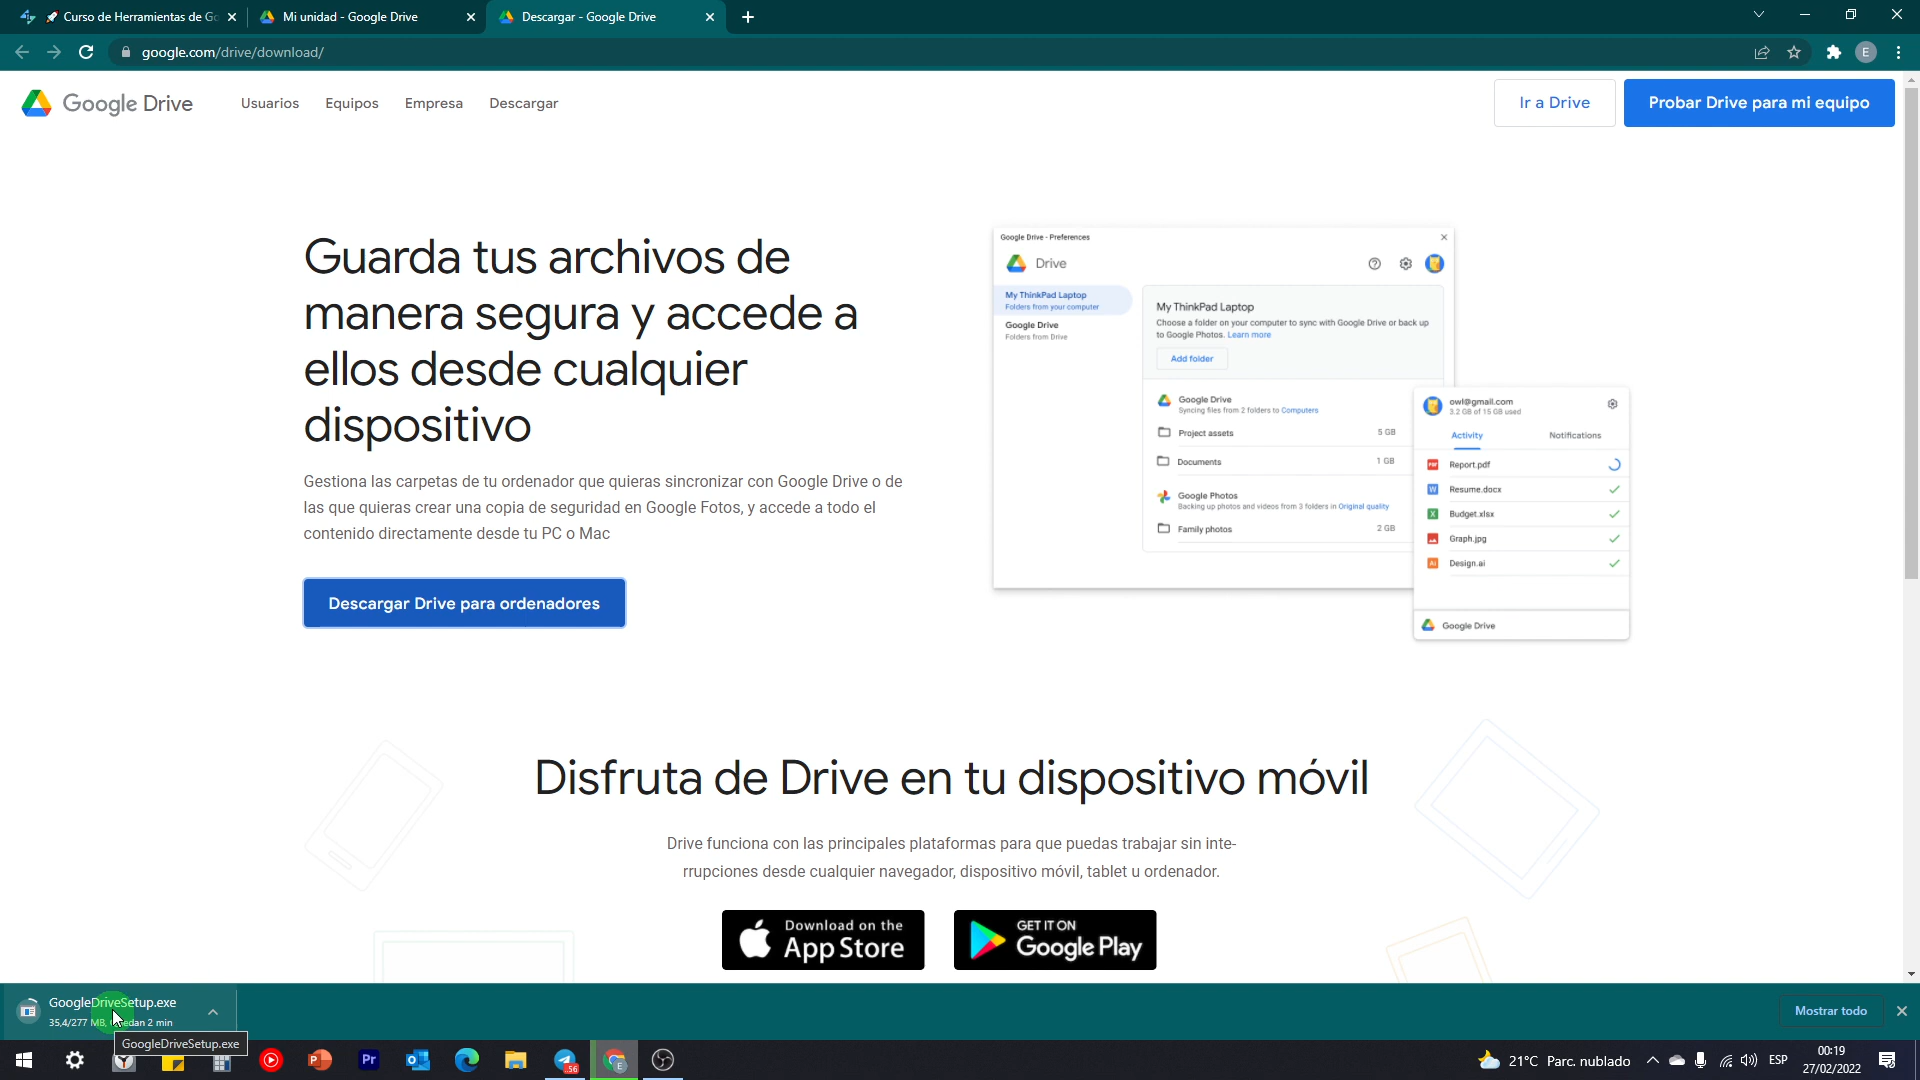 Curso de Herramientas de Go
Mi unidad - Google Drive
Descargar - Google Drive
google.com/drive/download/
E
Google Drive
Usuarios
Equipos
Empresa
Descargar
Ir a Drive
Probar Drive para mi equipo
Guarda tus archivos de
manera segura y accede a
ellos desde cualquier
dispositivo
Gestiona las carpetas de tu ordenador que quieras sincronizar con Google Drive o de
las que quieras crear una copia de seguridad en Google Fotos, y accede a todo el
contenido directamente desde tu PC o Mac
Descargar Drive para ordenadores
Google Drive - Preferences
Drive
My ThinkPad Laptop
Folders from your computer
Google Drive
Folders from Drive
My ThinkPad Laptop
Choose a folder on your computer to sync with Google Drive or back up
to Google Photos. Learn more
Add folder
Google Drive
Syncing files from 2 folders to Computers
Project assets
5 GB
Documents
1 GB
Google Photos
Backing up photos and videos from 3 folders in Original quality
Family photos
2 GB
owl@gmail.com
3.2 GB of 15 GB used
Activity
Notifications
Report.pdf
Resume.docx
Budget.xlsx
Graph.jpg
Design.ai
Google Drive
Disfruta de Drive en tu dispositivo móvil
Drive funciona con las principales plataformas para que puedas trabajar sin inte-
rrupciones desde cualquier navegador, dispositivo móvil, tablet u ordenador.
Download on the
App Store
GET IT ON
Google Play
GoogleDriveSetup.exe
35,4/277 MB, 2 min
GoogleDriveSetup.exe
Mostrar todo
21°C Parc. nublado
ESP
00:19
27/02/2022